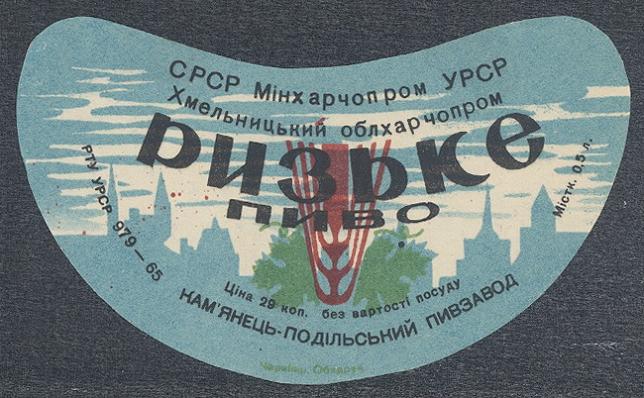 СРСР Мінхарчопром УРСР
Хмельницький облхарчопром
ризьке
пиво
РТУ УРСР 979—65
Містк. 0,5 л.
Ціна 29 коп. без вартості посуду
КАМ'ЯНЕЦЬ-ПОДІЛЬСЬКИЙ ПИВЗАВОД